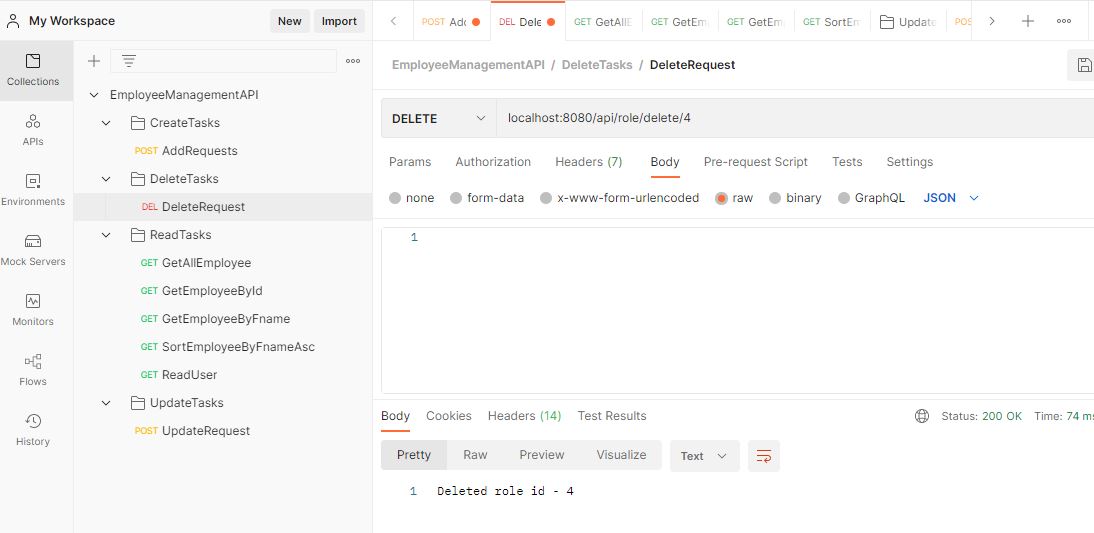 My Workspace New Import
POST Adc DEL Dele GET GetAllE GET GetEm GET GetEm GET SortEm Update POS
Collections
EmployeeManagementAPI / DeleteTasks / DeleteRequest
EmployeeManagementAPI
DELETE localhost:8080/api/role/delete/4
CreateTasks
APIs
POST AddRequests
Params Authorization Headers (7) Body Pre-request Script Tests Settings
DeleteTasks
Environments
DEL DeleteRequest
none form-data x-www-form-urlencoded raw binary GraphQL JSON
ReadTasks
1
Mock Servers
GET GetAllEmployee
GET GetEmployeeById
Monitors
GET GetEmployeeByFname
GET SortEmployeeByFnameAsc
Flows
GET ReadUser
UpdateTasks
History
POST UpdateRequest
Body Cookies Headers (14) Test Results Status: 200 OK Time: 74 ms
Pretty Raw Preview Visualize Text
1 Deleted role id - 4